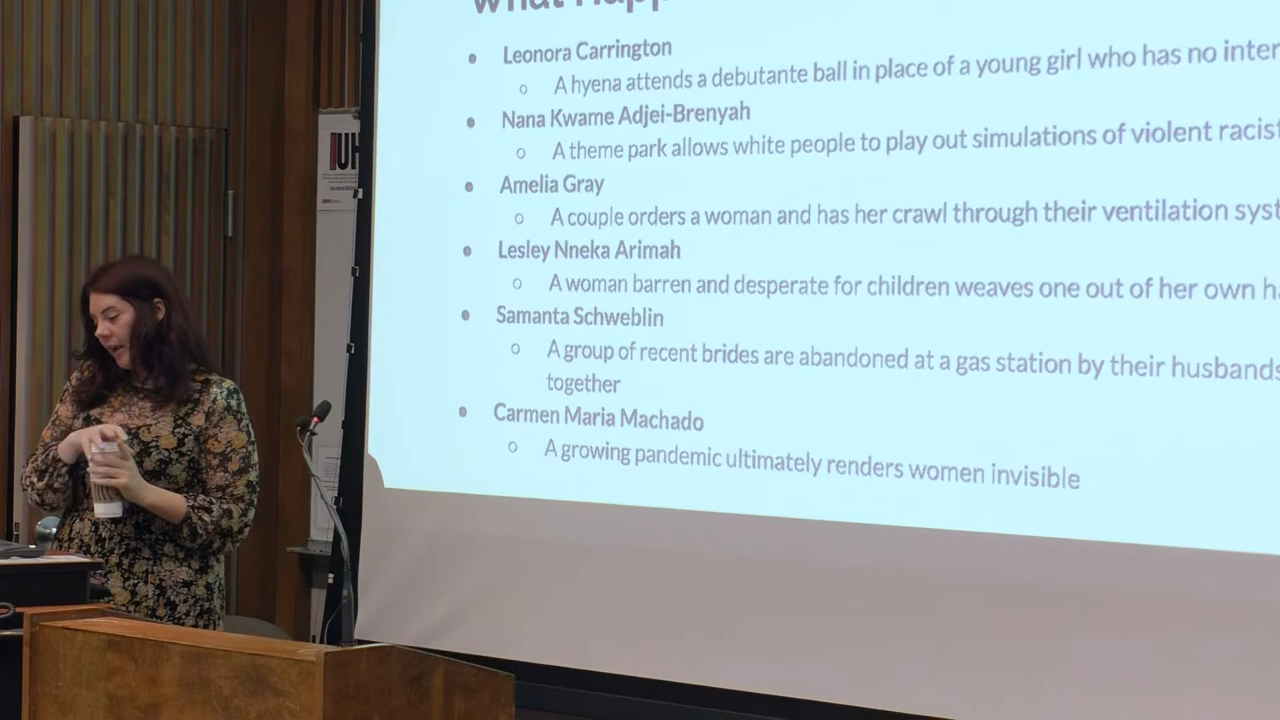 What Happ
Leonora Carrington
A hyena attends a debutante ball in place of a young girl who has no inter
Nana Kwame Adjei-Brenyah
A theme park allows white people to play out simulations of violent racist
Amelia Gray
A couple orders a woman and has her crawl through their ventilation syst
Lesley Nneka Arimah
A woman barren and desperate for children weaves one out of her own ha
Samanta Schweblin
A group of recent brides are abandoned at a gas station by their husbands
together
Carmen Maria Machado
A growing pandemic ultimately renders women invisible
IUH